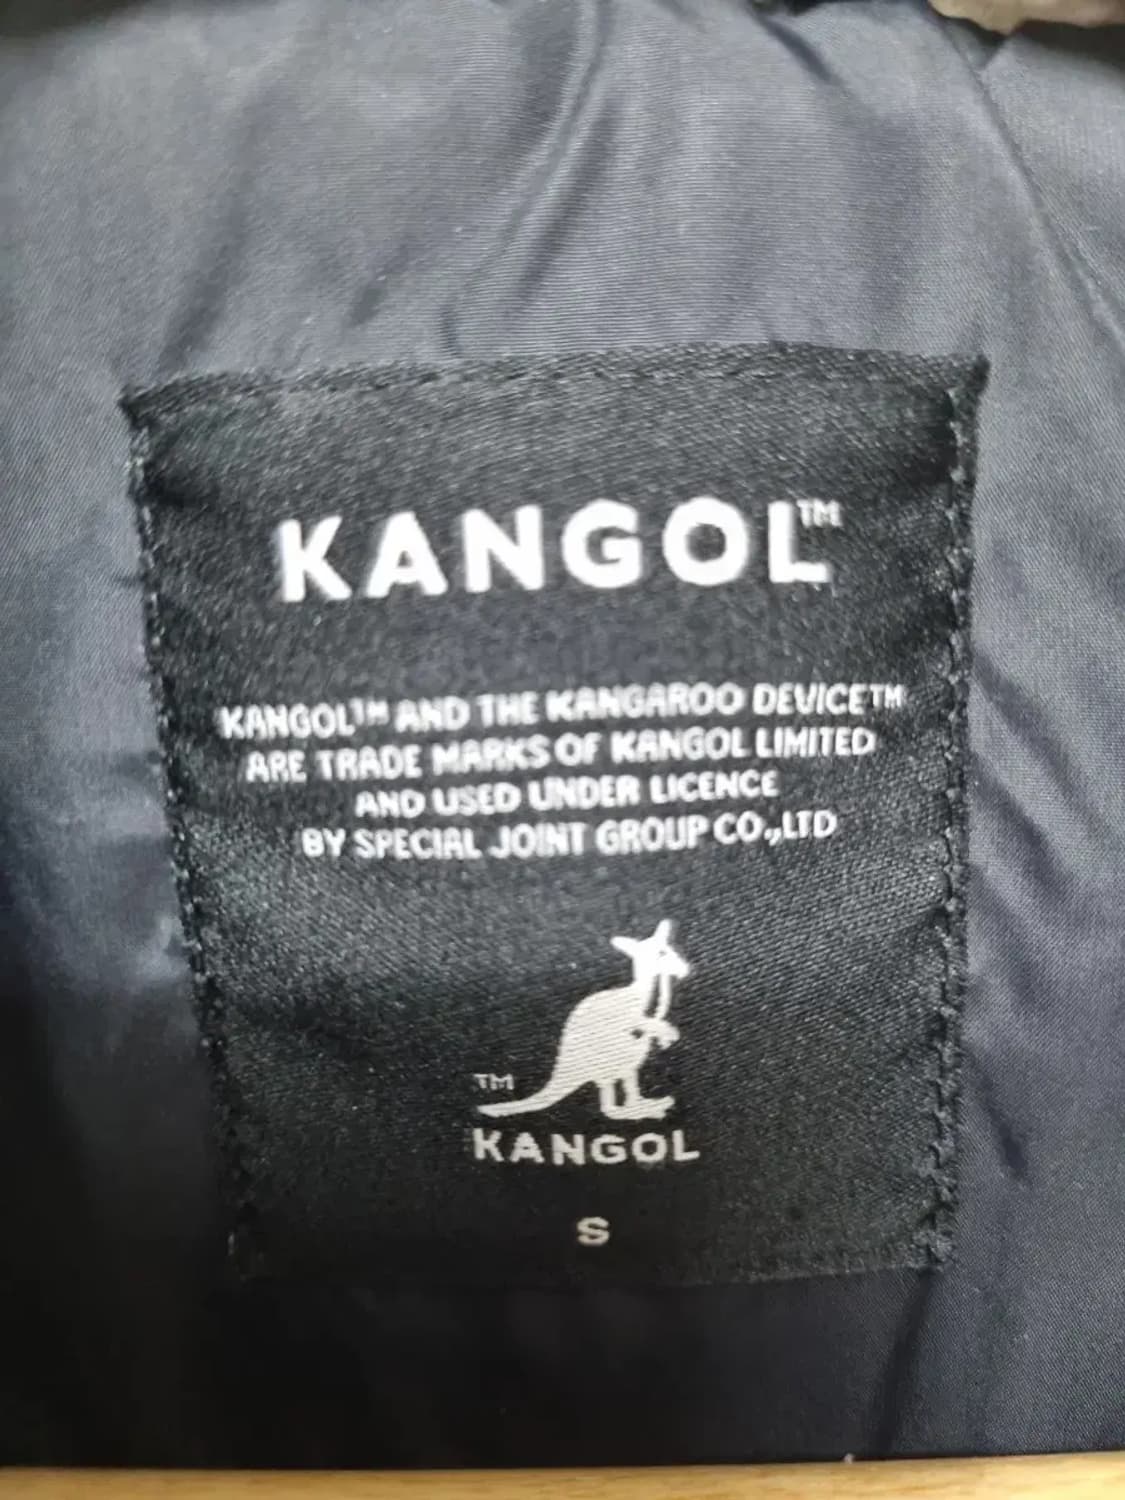 KANGOL™
KANGOL™ AND THE KANGAROO DEVICE™
ARE TRADE MARKS OF KANGOL LIMITED
AND USED UNDER LICENCE
BY SPECIAL JOINT GROUP CO.,LTD
™
KANGOL
S